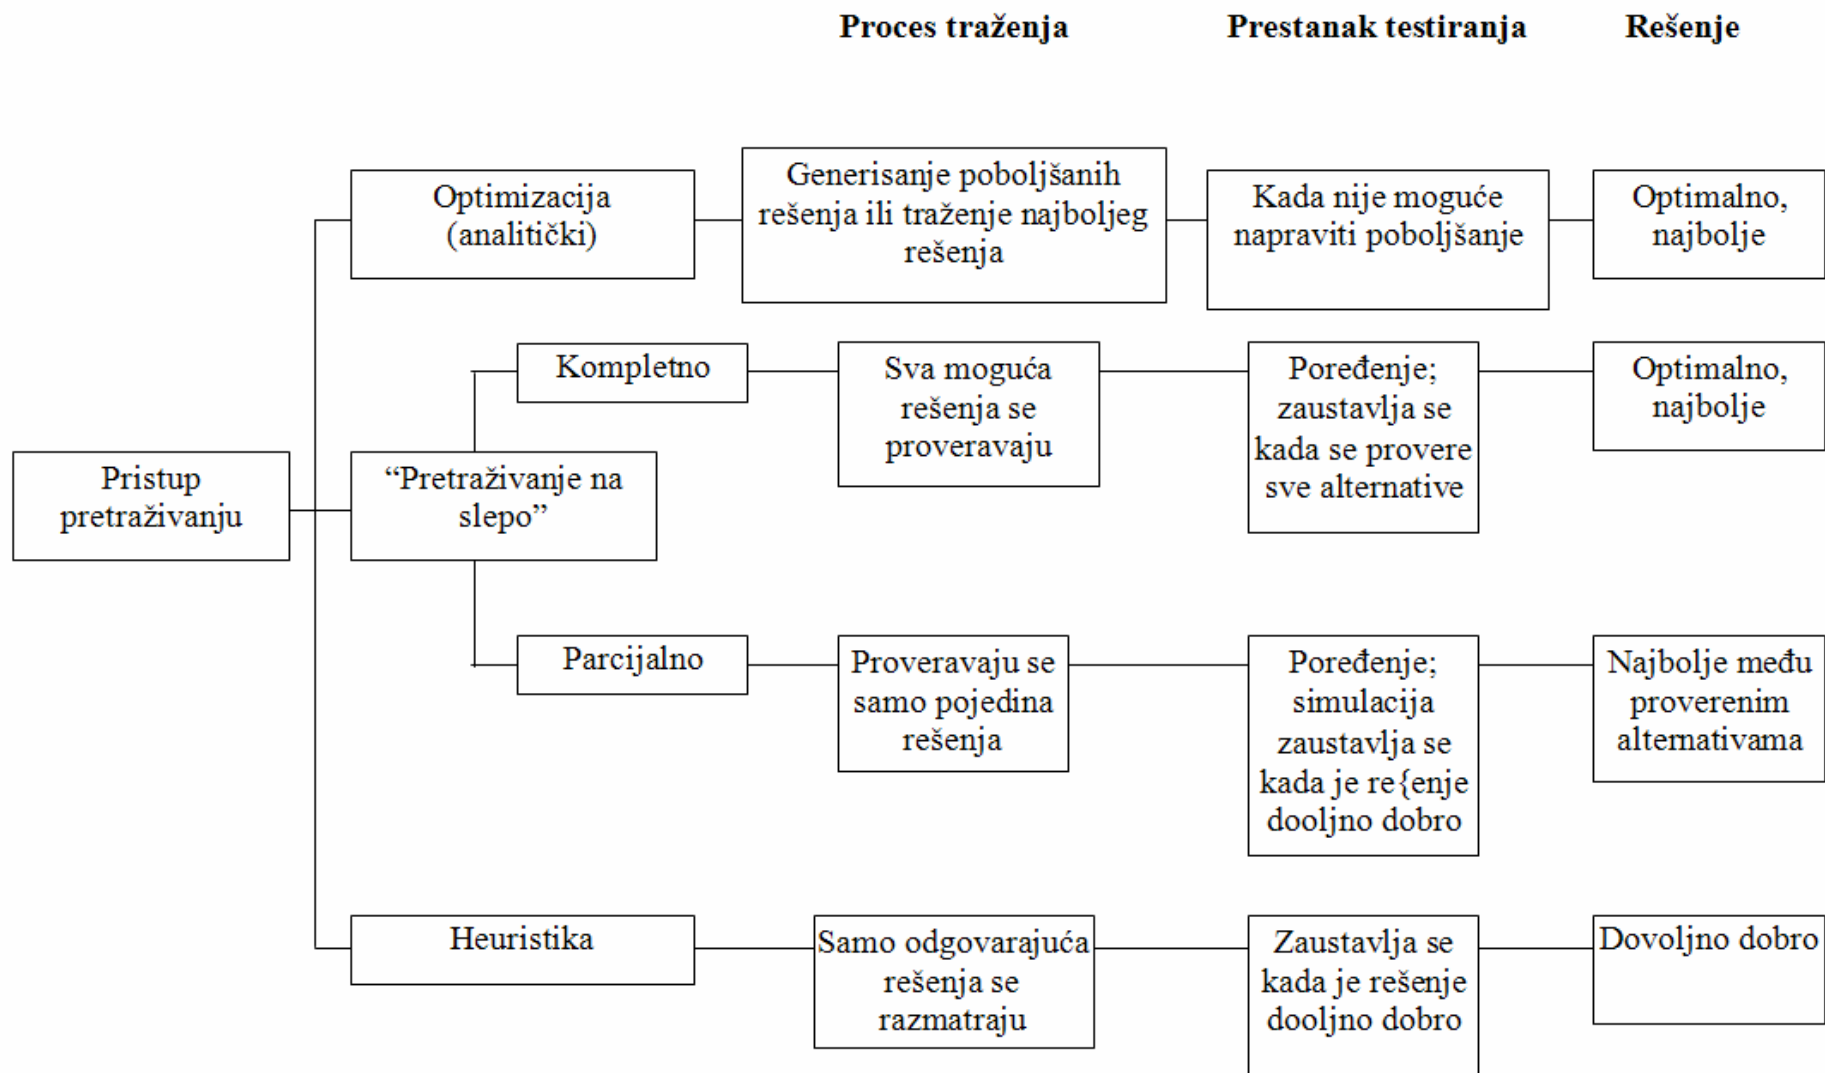 Proces traženja Prestanak testiranja Rešenje
Optimizacija
(analitički)
Generisanje poboljšanih
rešenja ili traženje najboljeg
rešenja
Kada nije moguće
napraviti poboljšanje
Optimalno,
najbolje
Kompletno
Sva moguća
rešenja se
proveravaju
Poređenje;
zaustavlja se
kada se provere
sve alternative
Optimalno,
najbolje
Pristup
pretraživanju
“Pretraživanje na
slepo”
Parcijalno
Proveravaju se
samo pojedina
rešenja
Poređenje;
simulacija
zaustavlja se
kada je re{enje
dooljno dobro
Najbolje među
proverenim
alternativama
Heuristika
Samo odgovarajuća
rešenja se
razmatraju
Zaustavlja se
kada je rešenje
dooljno dobro
Dovoljno dobro